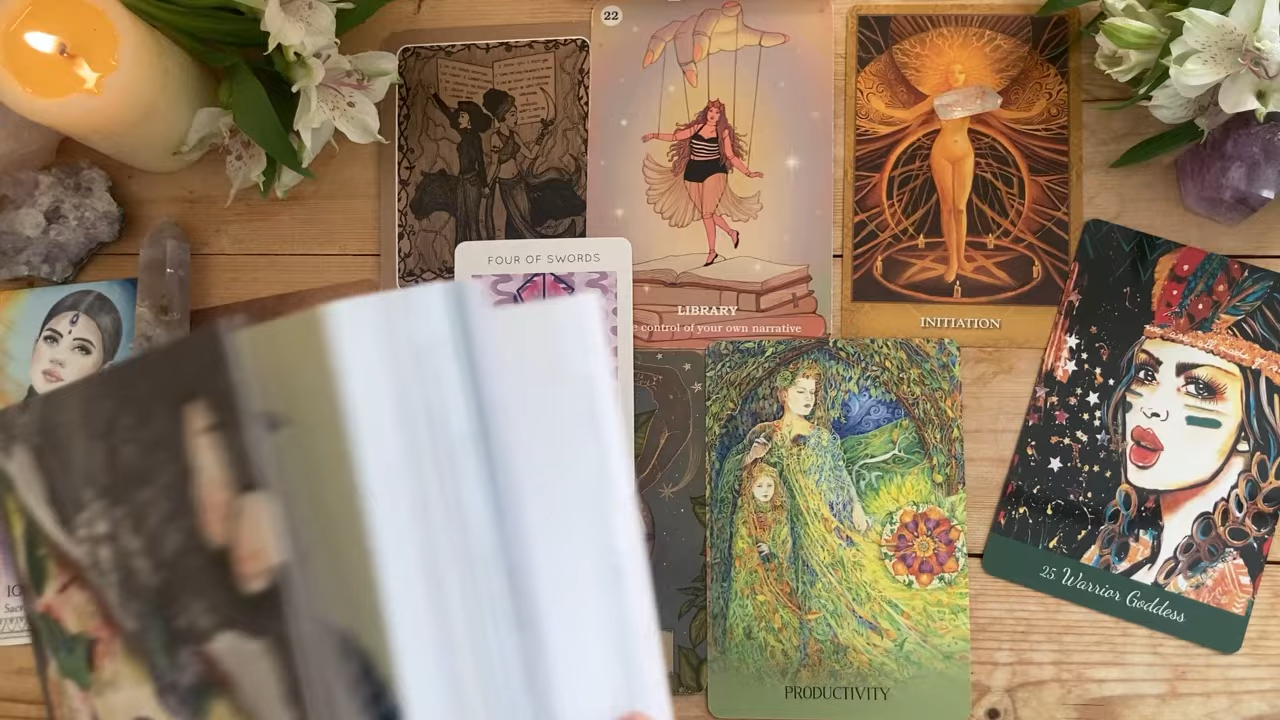 22
FOUR OF SWORDS
LIBRARY
e control of your own narrative
INITIATION
25 Warrior Goddess
PRODUCTIVITY